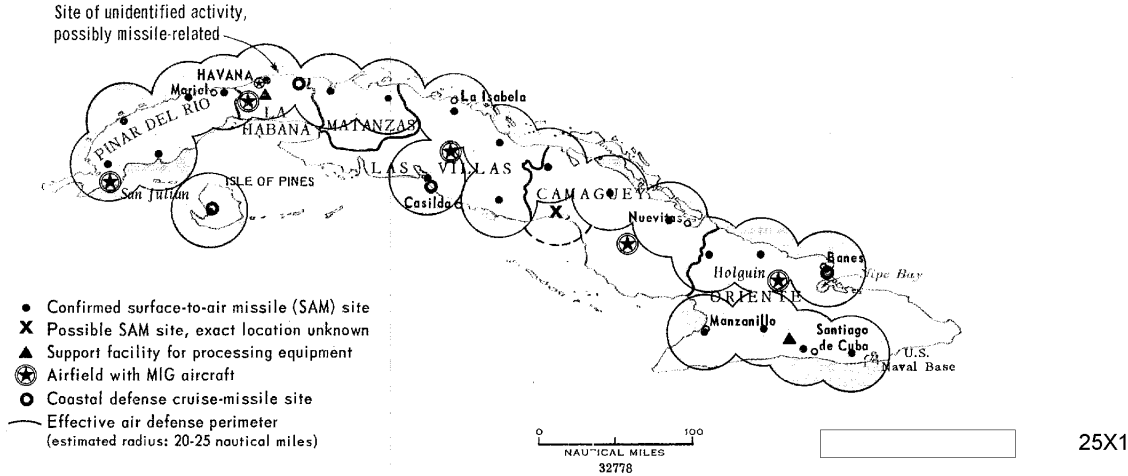 Site of unidentified activity,
possibly missile-related
HAVANA
Mariel
La Isabela
PINAR DEL RIO
LA
HABANA
MATANZAS
LAS VILLAS
ISLE OF PINES
San Julian
CAMAGUEY
Casilda
Nuevitas
Banes
Holguin
Nipe Bay
ORIENTE
Manzanillo
Santiago
de Cuba
U.S.
Naval Base
Confirmed surface-to-air missile (SAM) site
X Possible SAM site, exact location unknown
Support facility for processing equipment
Airfield with MIG aircraft
Coastal defense cruise-missile site
Effective air defense perimeter
(estimated radius: 20-25 nautical miles)
0 100
NAUTICAL MILES
32778
25X1